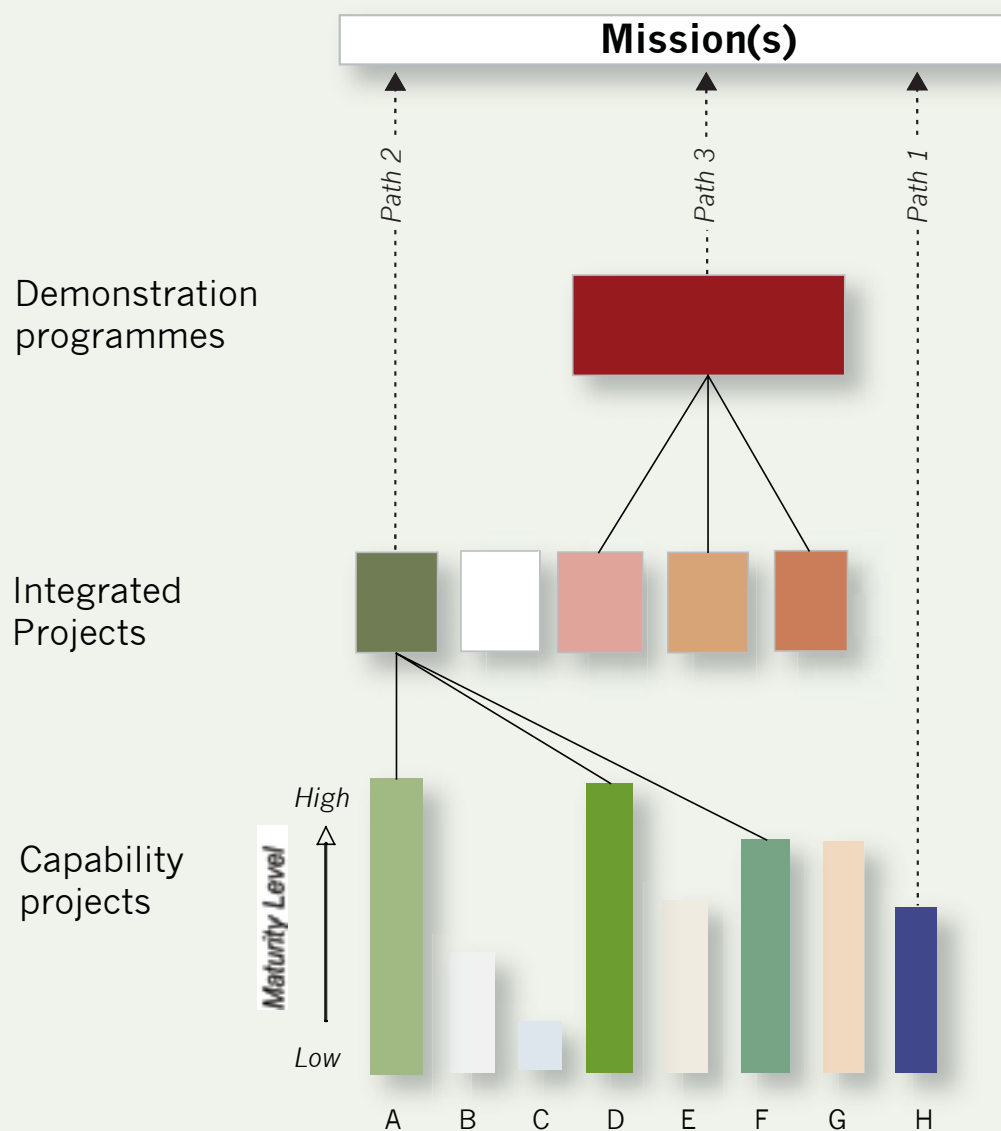 Mission(s)
Path 2
Path 3
Path 1
Demonstration
programmes
Integrated
Projects
High
Maturity Level
Low
Capability
projects
A B C D E F G H